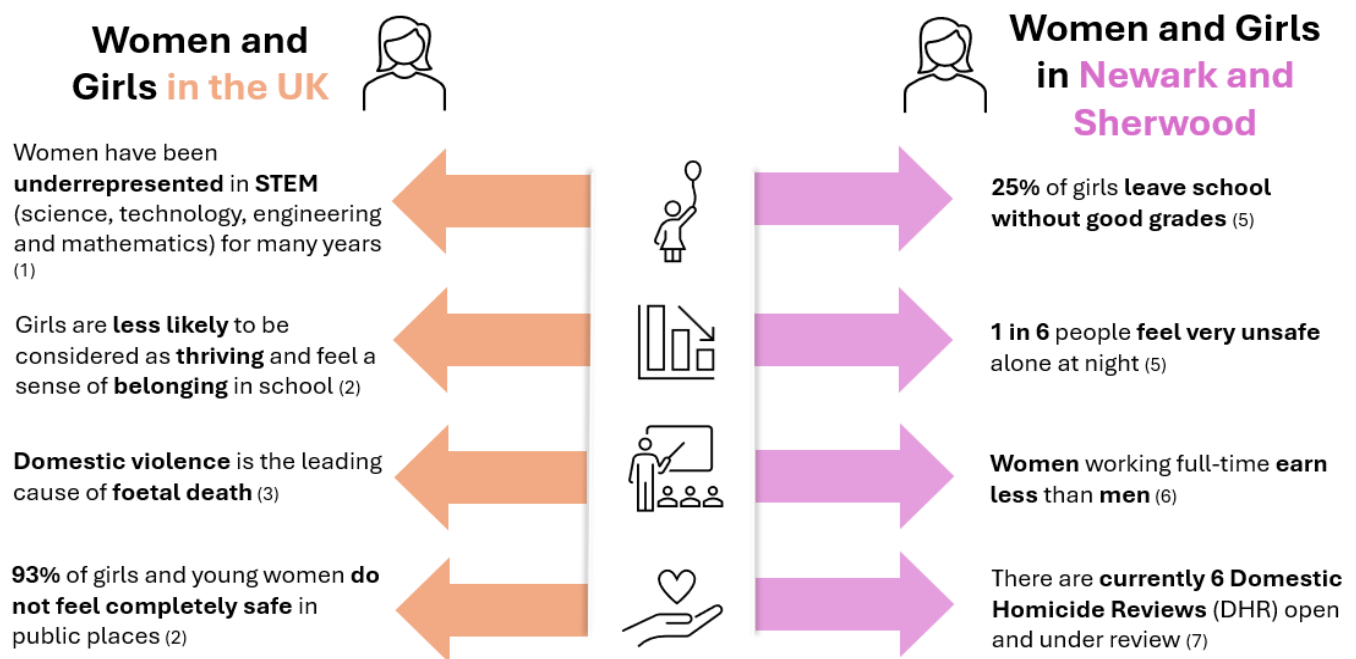 Women and
Girls in the UK
Women have been
underrepresented in STEM
(science, technology, engineering
and mathematics) for many years
(1)
Girls are less likely to be
considered as thriving and feel a
sense of belonging in school (2)
Domestic violence is the leading
cause of foetal death (3)
93% of girls and young women do
not feel completely safe in
public places (2)
Women and Girls
in Newark and
Sherwood
25% of girls leave school
without good grades (5)
1 in 6 people feel very unsafe
alone at night (5)
Women working full-time earn
less than men (6)
There are currently 6 Domestic
Homicide Reviews (DHR) open
and under review (7)